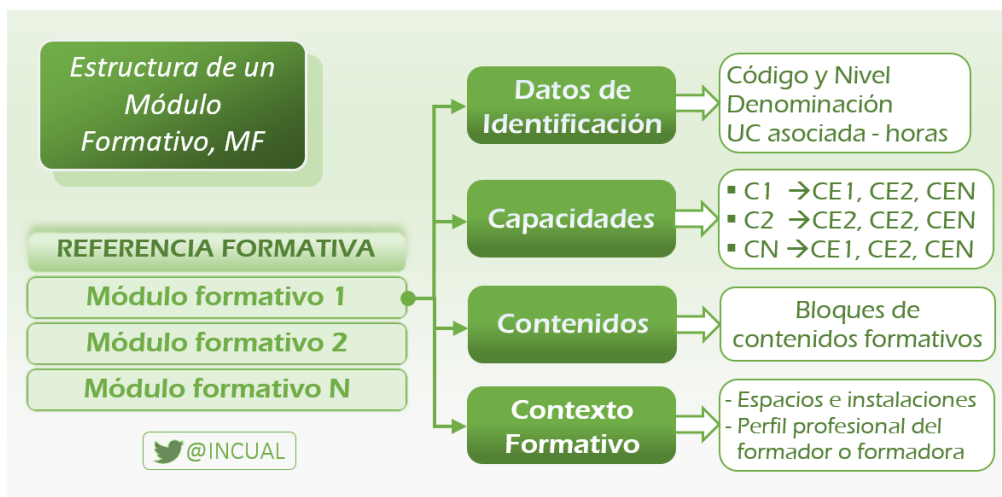 Estructura de un
Módulo
Formativo, MF
REFERENCIA FORMATIVA
Módulo formativo 1
Módulo formativo 2
Módulo formativo N
@INCUAL
Datos de
Identificación
Código y Nivel
Denominación
UC asociada - horas
Capacidades
▪ C1 →CE1, CE2, CEN
▪ C2 →CE2, CE2, CEN
▪ CN →CE1, CE2, CEN
Contenidos
Bloques de
contenidos formativos
Contexto
Formativo
- Espacios e instalaciones
- Perfil profesional del
formador o formadora